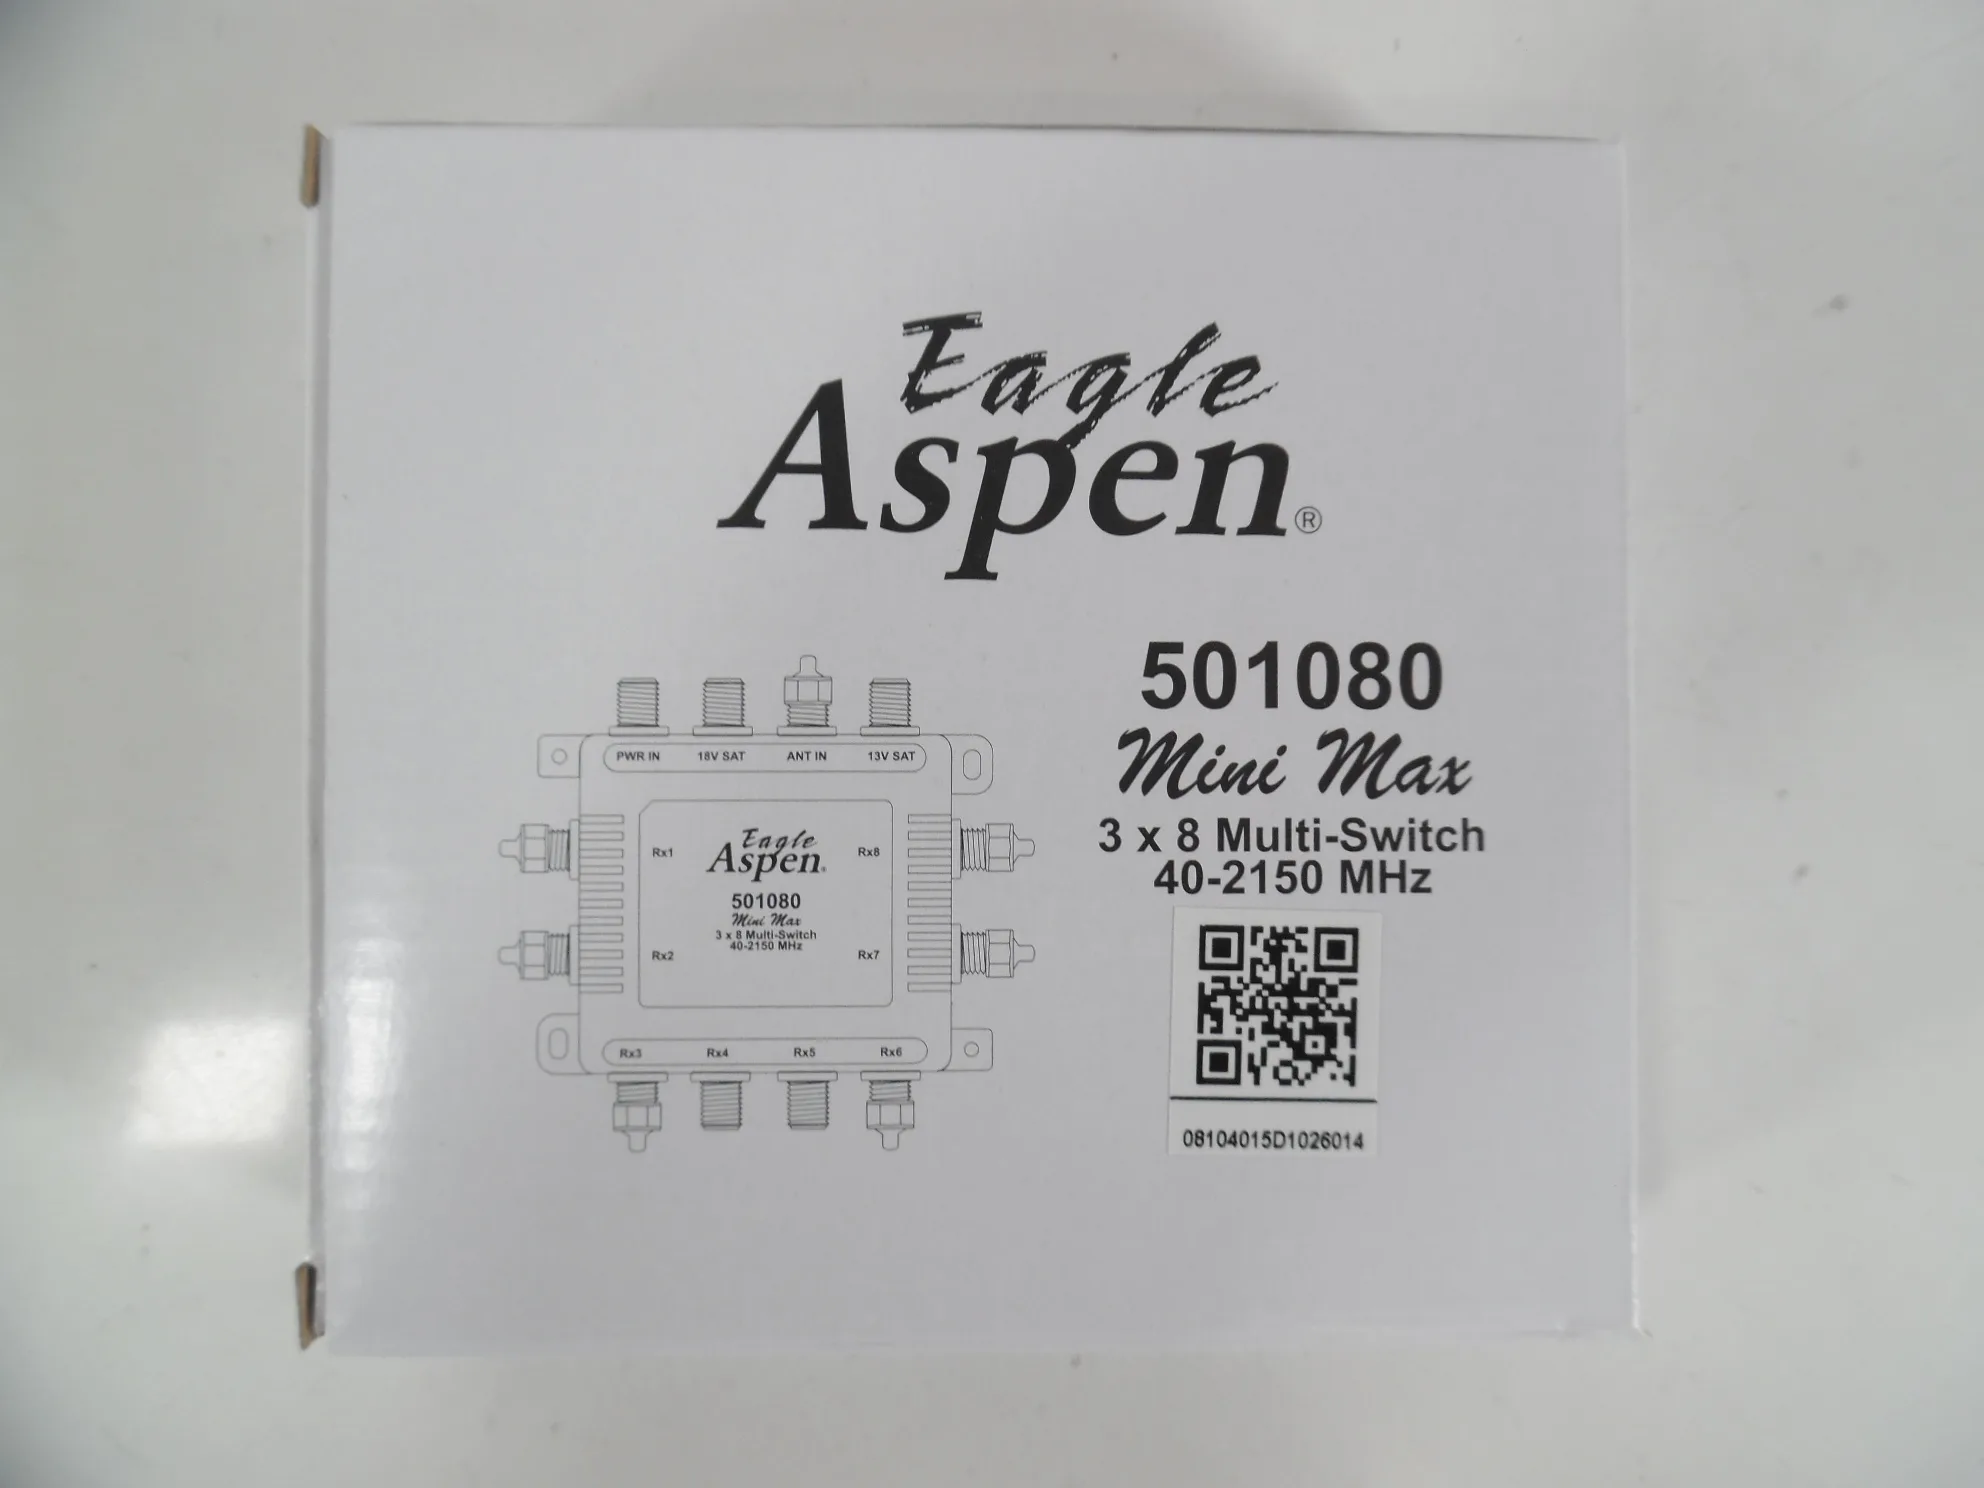 Eagle
Aspen®
501080
Mini Max
3 x 8 Multi-Switch
40-2150 MHz
PWR IN 18V SAT ANT IN 13V SAT
Rx1 Rx8
Eagle
Aspen®
501080
Mini Max
3 x 8 Multi-Switch
40-2150 MHz
Rx2 Rx7
Rx3 Rx4 Rx5 Rx6
08104015D1026014